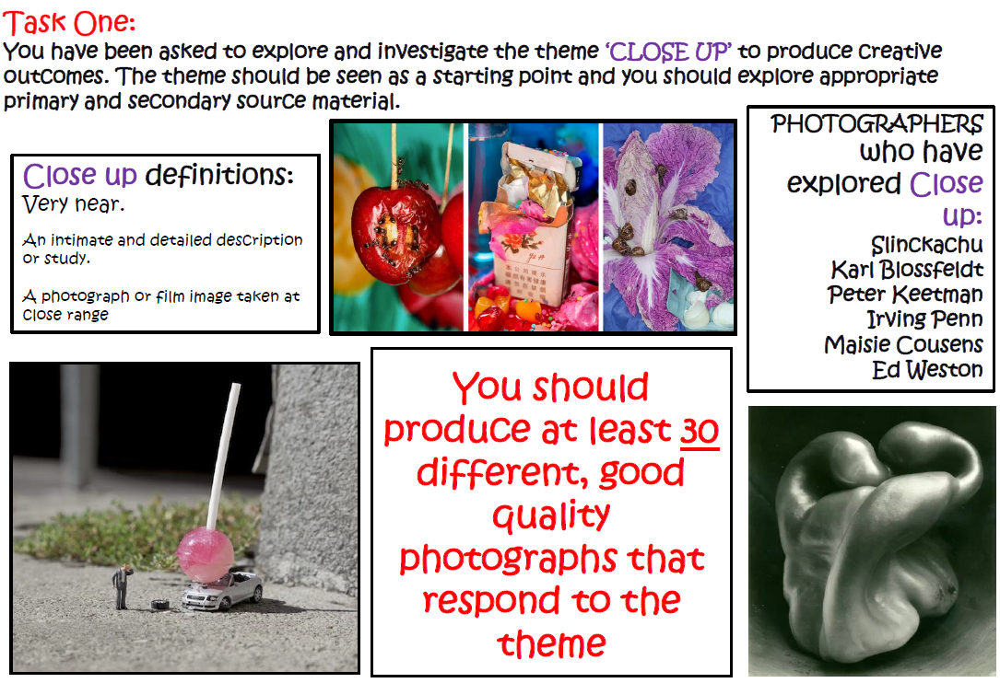 Task One:
You have been asked to explore and investigate the theme ‘CLOSE UP’ to produce creative
outcomes. The theme should be seen as a starting point and you should explore appropriate
primary and secondary source material.
Close up definitions:
Very near.
An intimate and detailed description
or study.
A photograph or film image taken at
close range
PHOTOGRAPHERS
who have
explored Close
up:
Slinckachu
Karl Blossfeldt
Peter Keetman
Irving Penn
Maisie Cousens
Ed Weston
You should
produce at least 30
different, good
quality
photographs that
respond to the
theme